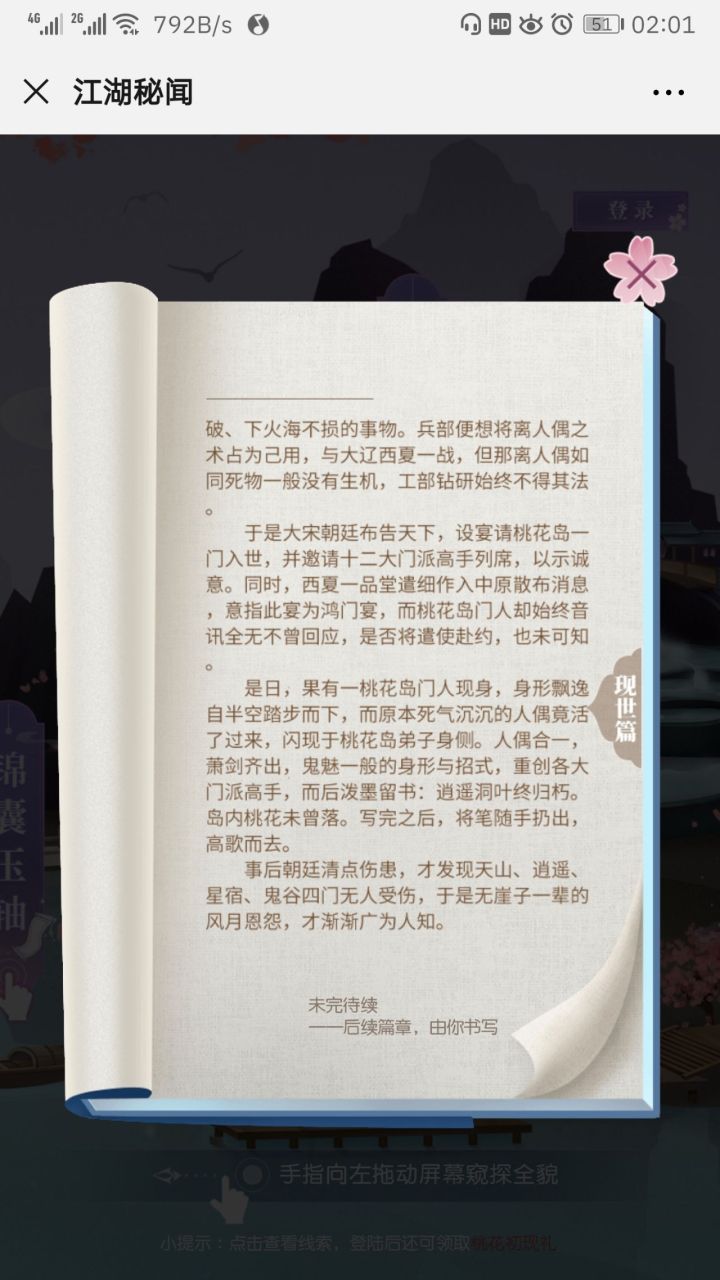 4G 2G 792B/s HD 51 02:01
江湖秘闻
登录
破、下火海不损的事物。兵部便想将离人偶之
术占为己用，与大辽西夏一战，但那离人偶如
同死物一般没有生机，工部钻研始终不得其法
。
于是大宋朝廷布告天下，设宴请桃花岛一
门入世，并邀请十二大门派高手列席，以示诚
意。同时，西夏一品堂遣细作入中原散布消息
，意指此宴为鸿门宴，而桃花岛门人却始终音
讯全无不曾回应，是否将遣使赴约，也未可知
。
是日，果有一桃花岛门人现身，身形飘逸
自半空踏步而下，而原本死气沉沉的人偶竟活
了过来，闪现于桃花岛弟子身侧。人偶合一，
萧剑齐出，鬼魅一般的身形与招式，重创各大
门派高手，而后泼墨留书：逍遥洞叶终归朽。
岛内桃花未曾落。写完之后，将笔随手扔出，
高歌而去。
事后朝廷清点伤患，才发现天山、逍遥、
星宿、鬼谷四门无人受伤，于是无崖子一辈的
风月恩怨，才渐渐广为人知。
现世篇
未完待续
——后续篇章，由你书写
锦囊玉轴
手指向左拖动屏幕窥探全貌
小提示：点击查看线索，登陆后还可领取桃花初现礼